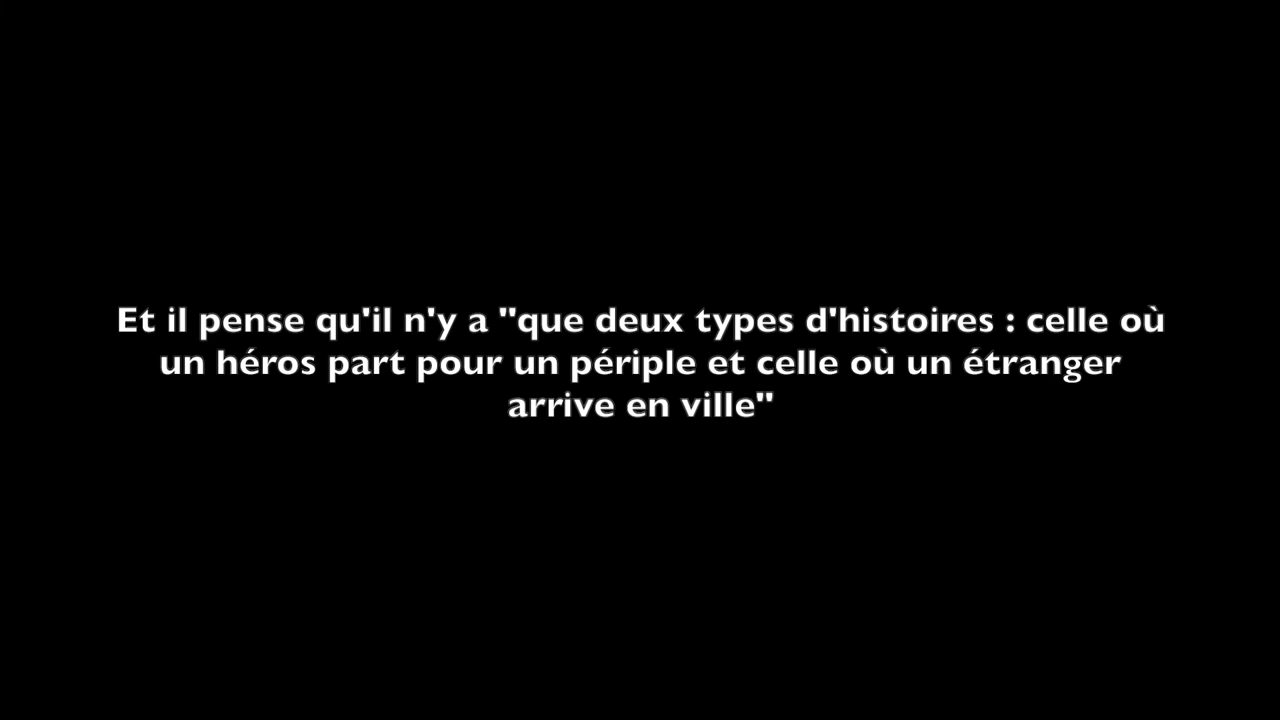 Et il pense qu'il n'y a "que deux types d'histoires : celle où
un héros part pour un périple et celle où un étranger
arrive en ville"